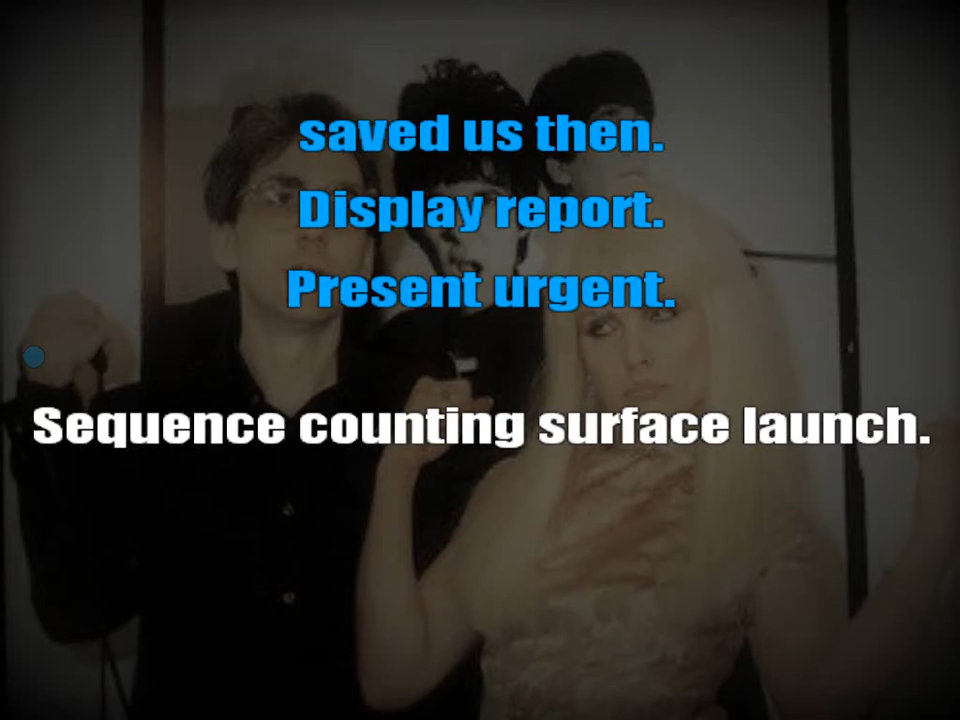 saved us then.
Display report.
Present urgent.
Sequence counting surface launch.